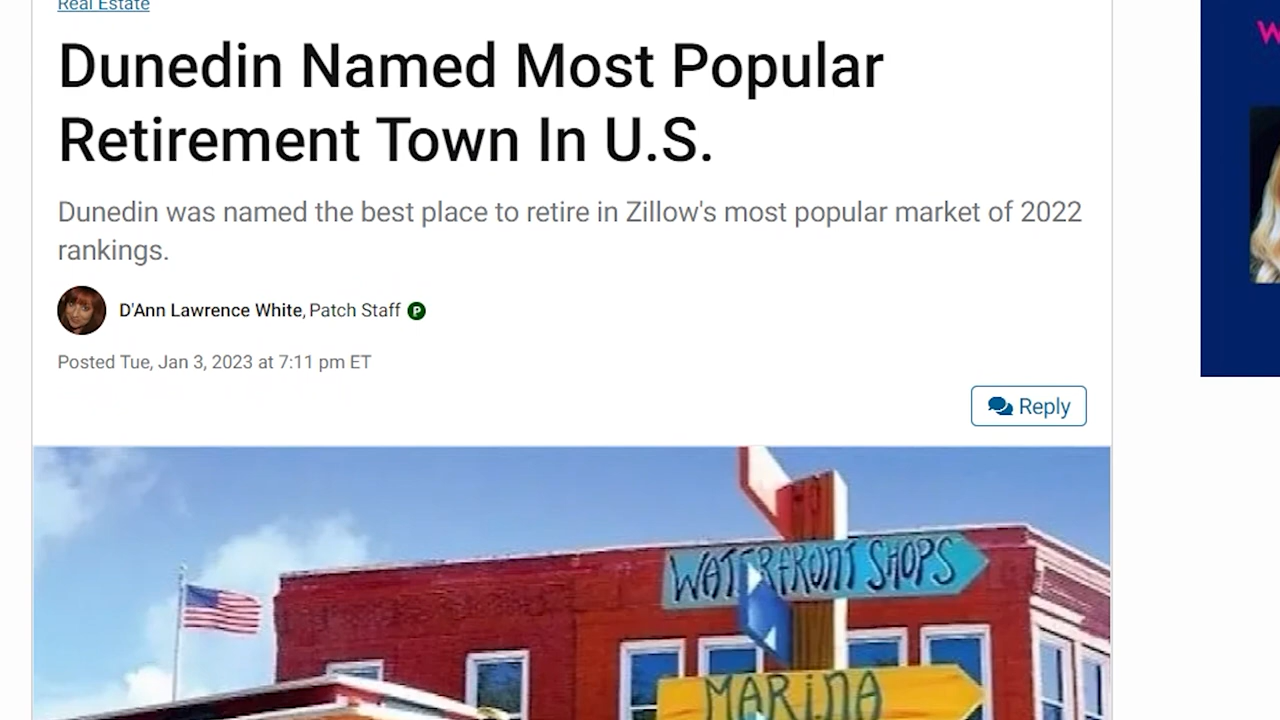 Real Estate
Dunedin Named Most Popular
Retirement Town In U.S.
Dunedin was named the best place to retire in Zillow's most popular market of 2022
rankings.
D'Ann Lawrence White, Patch Staff P
Posted Tue, Jan 3, 2023 at 7:11 pm ET
Reply
WATERFRONT SHOPS
MARINA